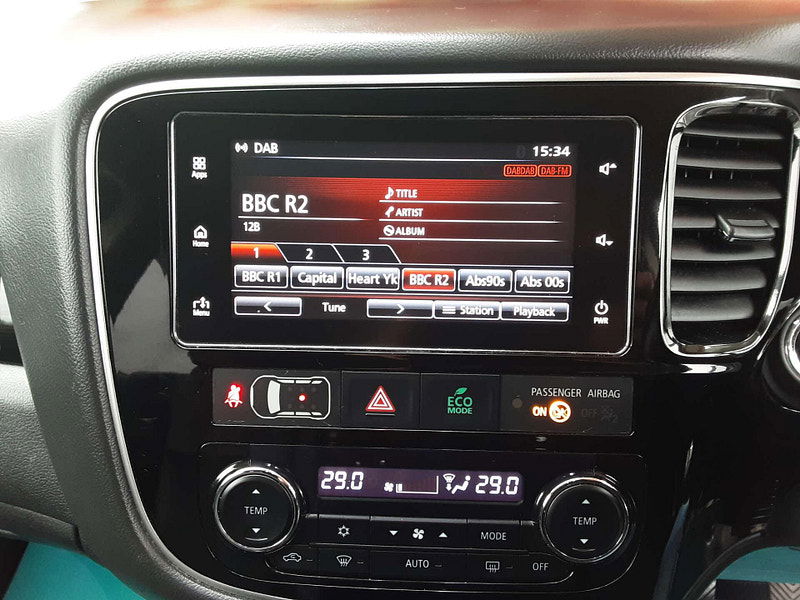 DAB 15:34
Apps
DABDAB DAB-FM
TITLE
BBC R2
ARTIST
12B
ALBUM
Home
1 2 3
BBC R1 Capital Heart Yk BBC R2 Abs90s Abs 00s
Menu
< Tune > Station Playback
PWR
PASSENGER AIRBAG
ECO
MODE
ON OFF
29.0 29.0
TEMP
TEMP
MODE
AUTO
OFF